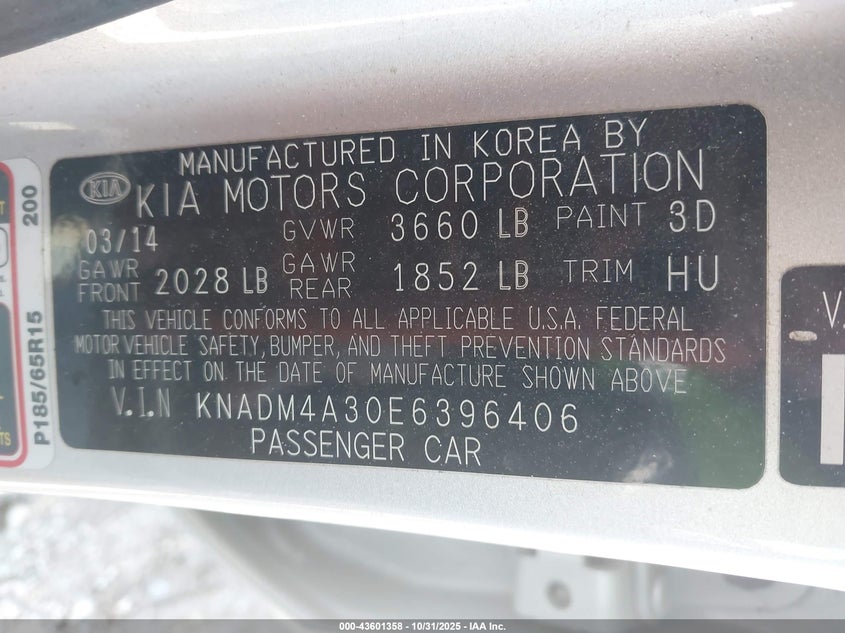 MANUFACTURED IN KOREA BY
KIA KIA MOTORS CORPORATION
03/14 GVWR 3660 LB PAINT 3D
GAWR FRONT 2028 LB GAWR REAR 1852 LB TRIM HU
THIS VEHICLE CONFORMS TO ALL APPLICABLE U.S.A. FEDERAL
MOTOR VEHICLE SAFETY, BUMPER, AND THEFT PREVENTION STANDARDS
IN EFFECT ON THE DATE OF MANUFACTURE SHOWN ABOVE
V.I.N KNADM4A30E6396406
PASSENGER CAR
P185/65R15 200
V.
000-43601358 - 10/31/2025 - IAA Inc.